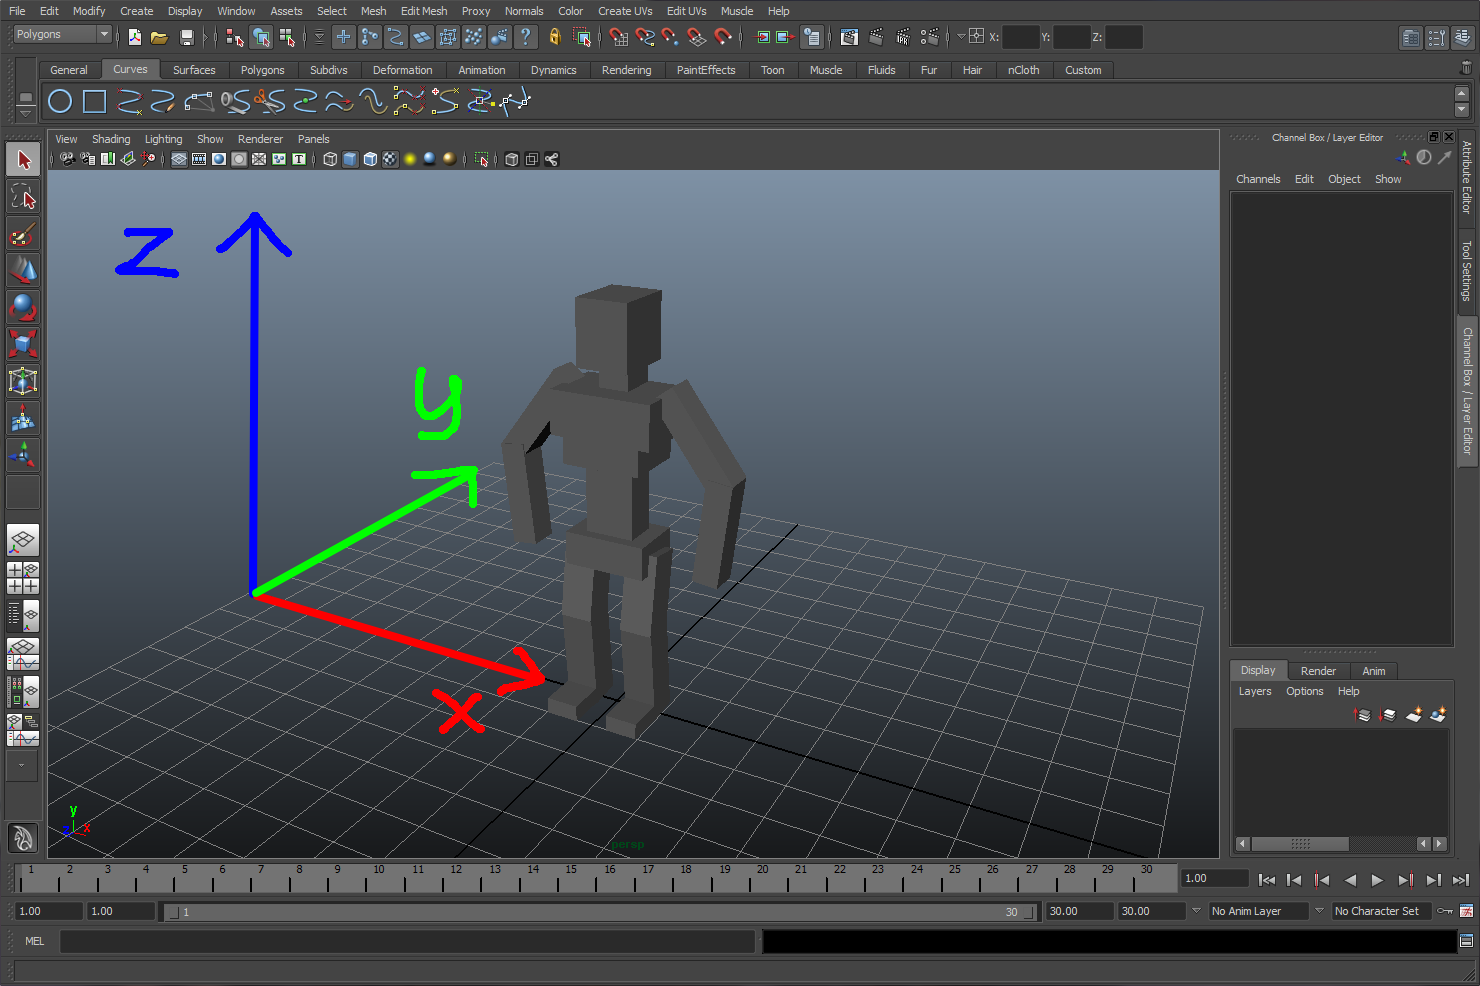 File Edit Modify Create Display Window Assets Select Mesh Edit Mesh Proxy Normals Color Create UVs Edit UVs Muscle Help
Polygons X: Y: Z:
General Curves Surfaces Polygons Subdivs Deformation Animation Dynamics Rendering PaintEffects Toon Muscle Fluids Fur Hair nCloth Custom
View Shading Lighting Show Renderer Panels
Channel Box / Layer Editor
Channels Edit Object Show
Attribute Editor
Tool Settings
Channel Box / Layer Editor
z
y
x
y
z x
persp
Display Render Anim
Layers Options Help
1 2 3 4 5 6 7 8 9 10 11 12 13 14 15 16 17 18 19 20 21 22 23 24 25 26 27 28 29 30 1.00
1.00 1.00 1 30 30.00 30.00 No Anim Layer No Character Set
MEL